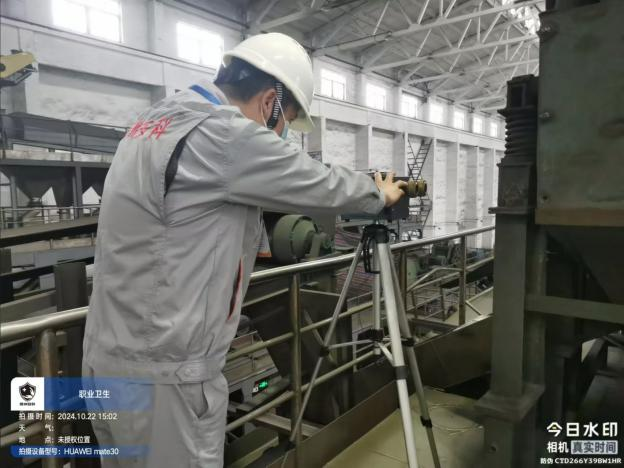 职业卫生
拍摄时间：2024.10.22 15:02
天 气：
地 点：未授权位置
拍摄设备型号：HUAWEI mate30
今日水印
相机 真实时间
防伪 CTD266Y39BW1HR